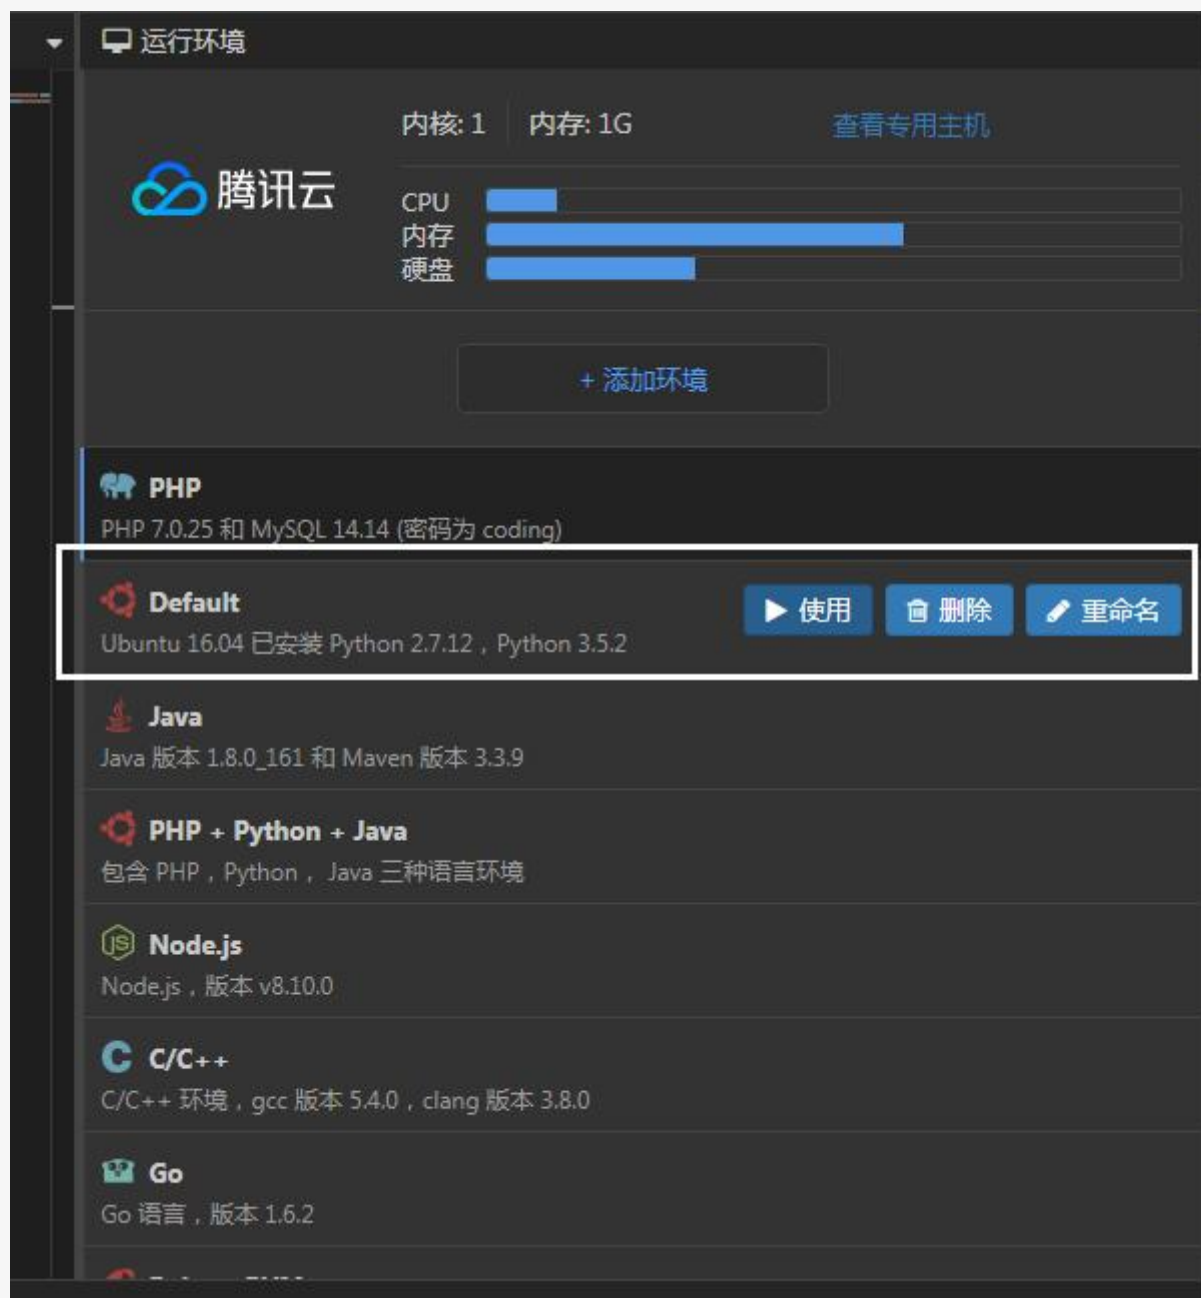 运行环境
内核: 1 内存: 1G 查看专用主机
腾讯云
CPU
内存
硬盘
+ 添加环境
PHP
PHP 7.0.25 和 MySQL 14.14 (密码为 coding)
Default
使用 删除 重命名
Ubuntu 16.04 已安装 Python 2.7.12，Python 3.5.2
Java
Java 版本 1.8.0_161 和 Maven 版本 3.3.9
PHP + Python + Java
包含 PHP，Python， Java 三种语言环境
Node.js
Node.js，版本 v8.10.0
C/C++
C/C++ 环境，gcc 版本 5.4.0，clang 版本 3.8.0
Go
Go 语言，版本 1.6.2